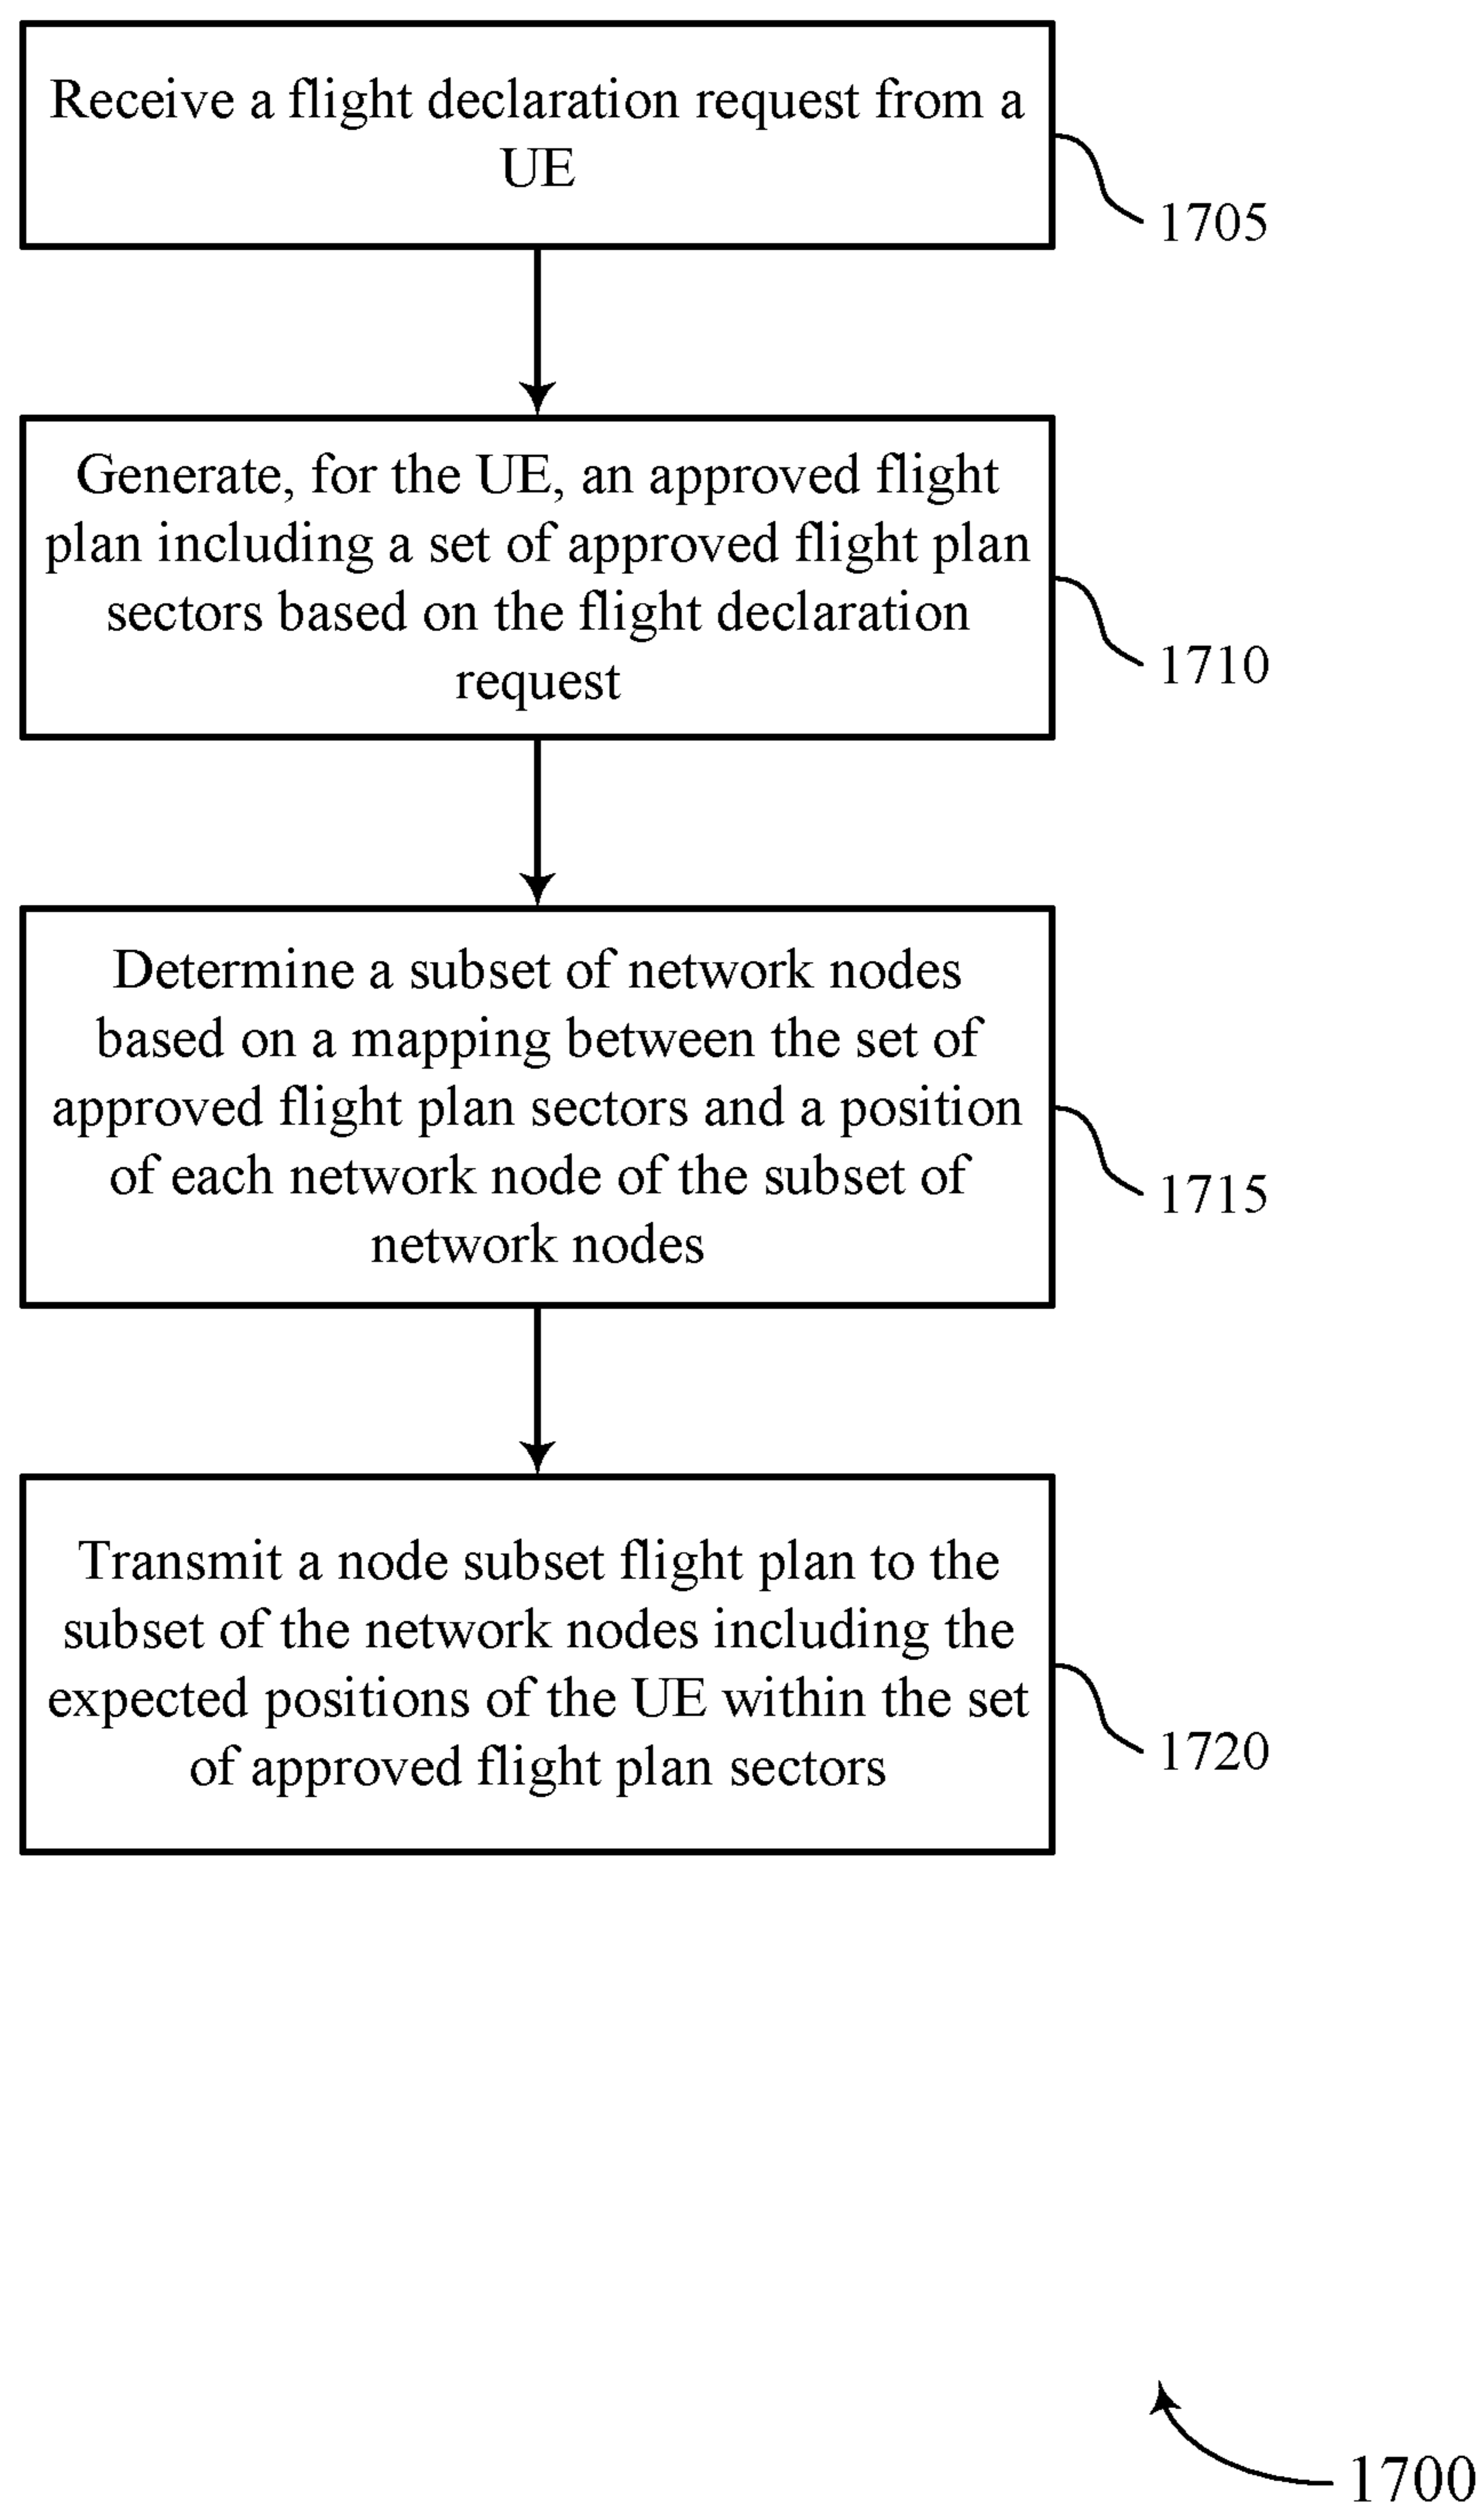 Receive a flight declaration request from a
UE
1705
Generate, for the UE, an approved flight
plan including a set of approved flight plan
sectors based on the flight declaration
request
1710
Determine a subset of network nodes
based on a mapping between the set of
approved flight plan sectors and a position
of each network node of the subset of
network nodes
1715
Transmit a node subset flight plan to the
subset of the network nodes including the
expected positions of the UE within the set
of approved flight plan sectors
1720
1700